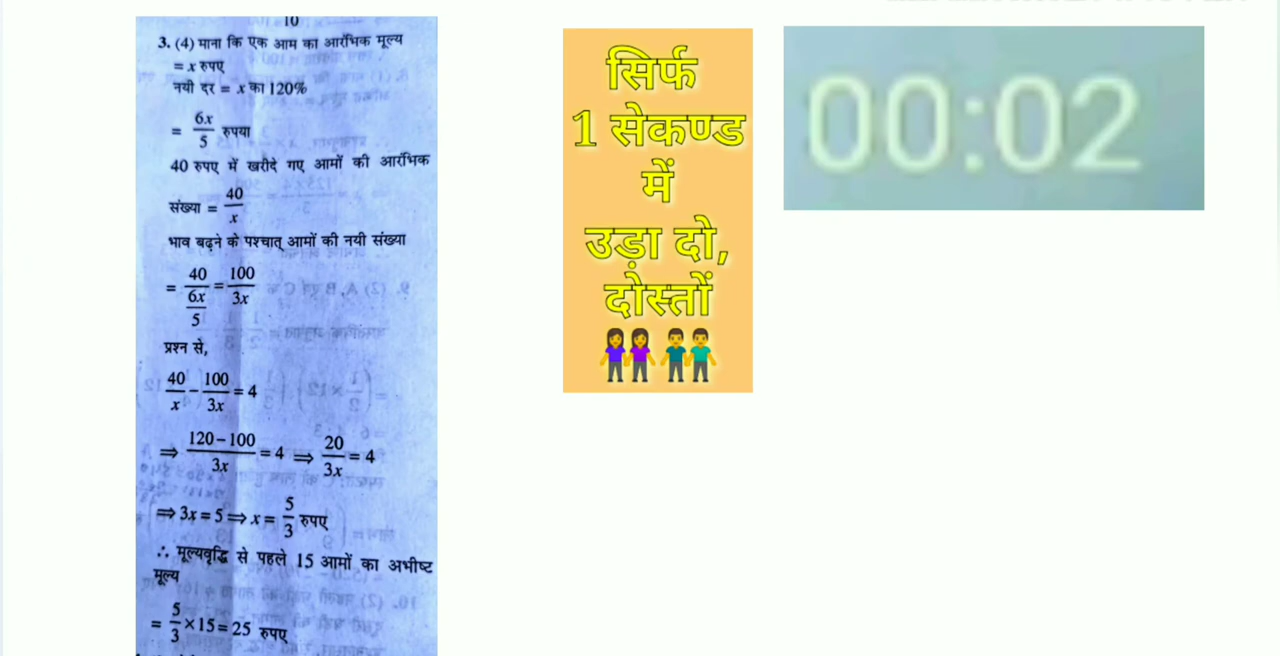 10
3. (4) माना कि एक आम का आरंभिक मूल्य
= x रुपए
नयी दर = x का 120%
= 6x/5 रुपया
40 रुपए में खरीदे गए आमों की आरंभिक
संख्या = 40/x
भाव बढ़ने के पश्चात् आमों की नयी संख्या
= 40/(6x/5) = 100/3x
प्रश्न से,
40/x − 100/3x = 4
⇒ 120−100/3x = 4 ⇒ 20/3x = 4
⇒ 3x = 5 ⇒ x = 5/3 रुपए
∴ मूल्यवृद्धि से पहले 15 आमों का अभीष्ट
मूल्य
= 5/3 × 15 = 25 रुपए
सिर्फ
1 सेकण्ड
में
उड़ा दो,
दोस्तों
00:02